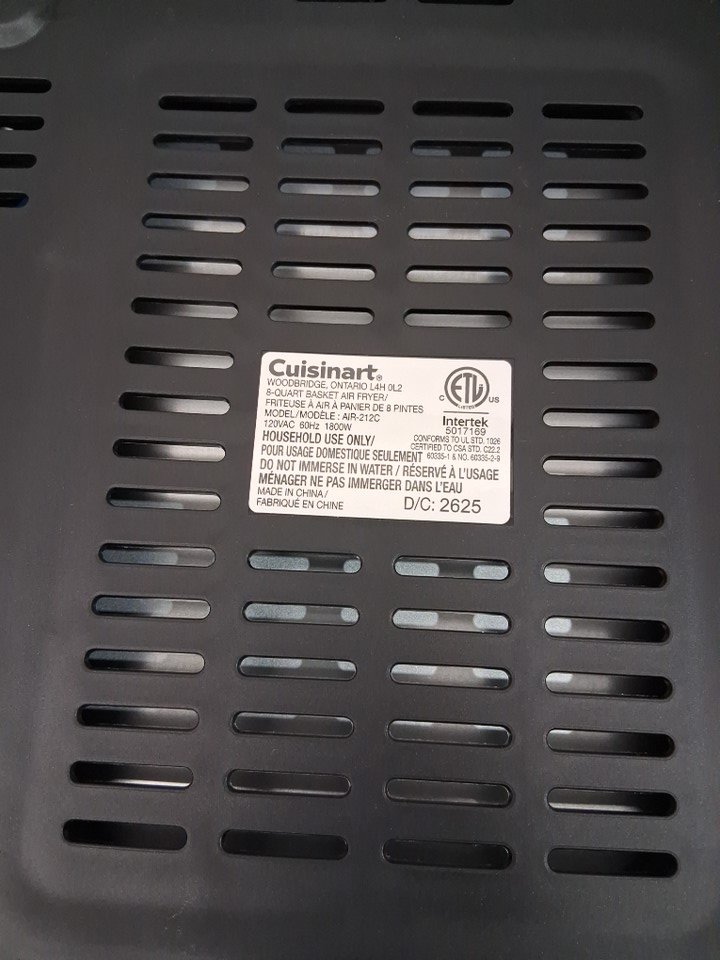 Cuisinart®
WOODBRIDGE, ONTARIO L4H 0L2
8-QUART BASKET AIR FRYER/
FRITEUSE À AIR À PANIER DE 8 PINTES
MODEL/MODÈLE : AIR-212C
120VAC 60Hz 1800W
HOUSEHOLD USE ONLY/
POUR USAGE DOMESTIQUE SEULEMENT
DO NOT IMMERSE IN WATER / RÉSERVÉ À L'USAGE
MÉNAGER NE PAS IMMERGER DANS L'EAU
MADE IN CHINA/
FABRIQUÉ EN CHINE
C ETL US
LISTED
Intertek
5017169
CONFORMS TO UL STD. 1026
CERTIFIED TO CSA STD. C22.2
60335-1 & NO. 60335-2-9
D/C: 2625